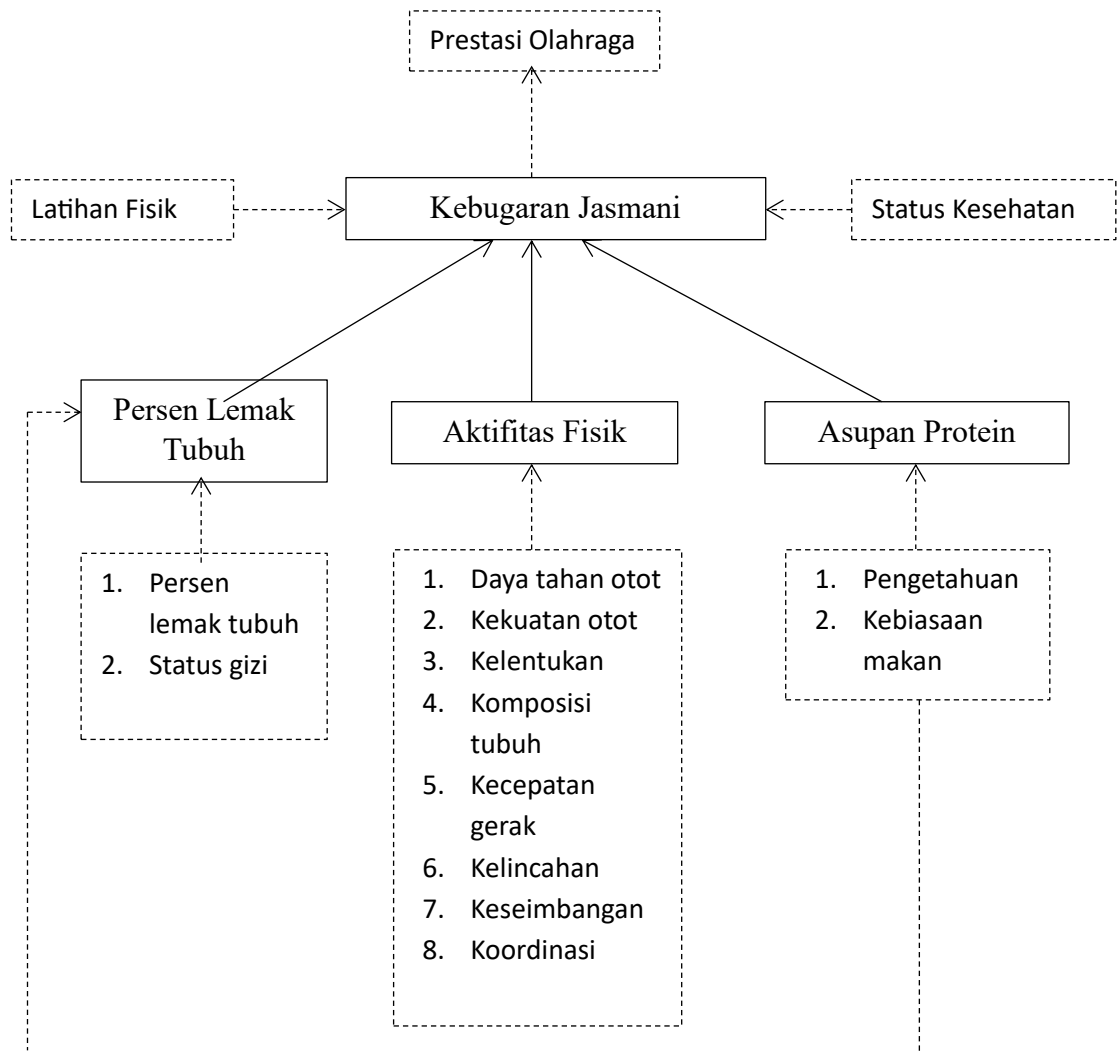 Prestasi Olahraga
Latihan Fisik
Kebugaran Jasmani
Status Kesehatan
Persen Lemak
Tubuh
Aktifitas Fisik
Asupan Protein
1. Persen
lemak tubuh
2. Status gizi
1. Daya tahan otot
2. Kekuatan otot
3. Kelentukan
4. Komposisi
tubuh
5. Kecepatan
gerak
6. Kelincahan
7. Keseimbangan
8. Koordinasi
1. Pengetahuan
2. Kebiasaan
makan